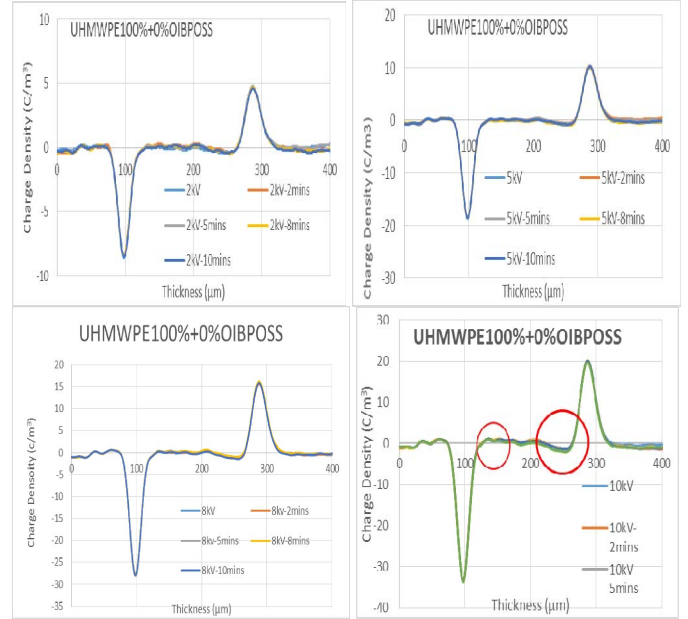 UHMWPE100%+0%OIBPOSS
Charge Density (C/m³)
10
5
0
-5
-10
0
100
200
300
400
2kV
2kV-2mins
2kV-5mins
2kv-8mins
2kV-10mins
Thickness (µm)
UHMWPE100%+0%OIBPOSS
Charge Density (C/m3)
20
10
0
-10
-20
-30
0
100
200
300
400
5kV
5kV-2mins
5kV-5mins
5kV-8mins
5kV-10mins
Thickness (µm)
UHMWPE100%+0%OIBPOSS
Charge Densoity (C/m³)
20
15
10
5
0
-5
-10
-15
-20
-25
-30
-35
0
100
200
300
400
8kV
8kv-2mins
8kv-5mins
8kV-8mins
8kV-10mins
Thickness (µm)
UHMWPE100%+0%OIBPOSS
Charge Density (C/m³)
30
20
10
0
-10
-20
-30
-40
0
100
200
300
400
10kV
10kV-
2mins
10kV
5mins
Thickness (µm)